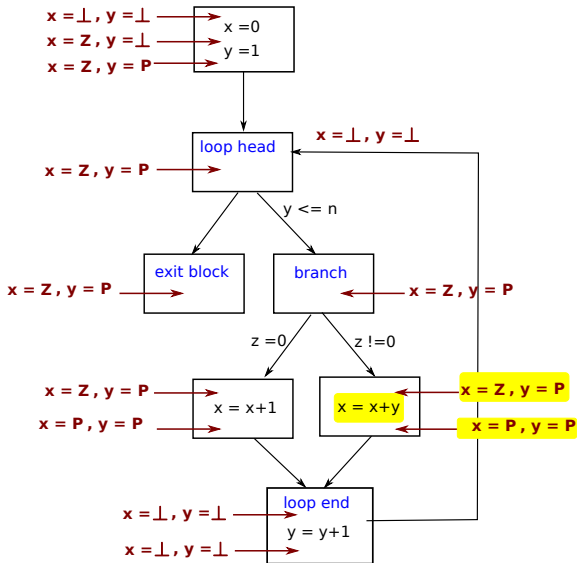 x = ⊥ , y = ⊥
x = 0
x = Z , y = ⊥
y = 1
x = Z , y = P
loop head
x = ⊥ , y = ⊥
x = Z , y = P
y <= n
exit block
branch
x = Z , y = P
x = Z , y = P
z =0
z !=0
x = Z , y = P
x = Z , y = P
x = x+1
x = x+y
x = P , y = P
x = P , y = P
loop end
x = ⊥ , y = ⊥
y = y+1
x = ⊥ , y = ⊥